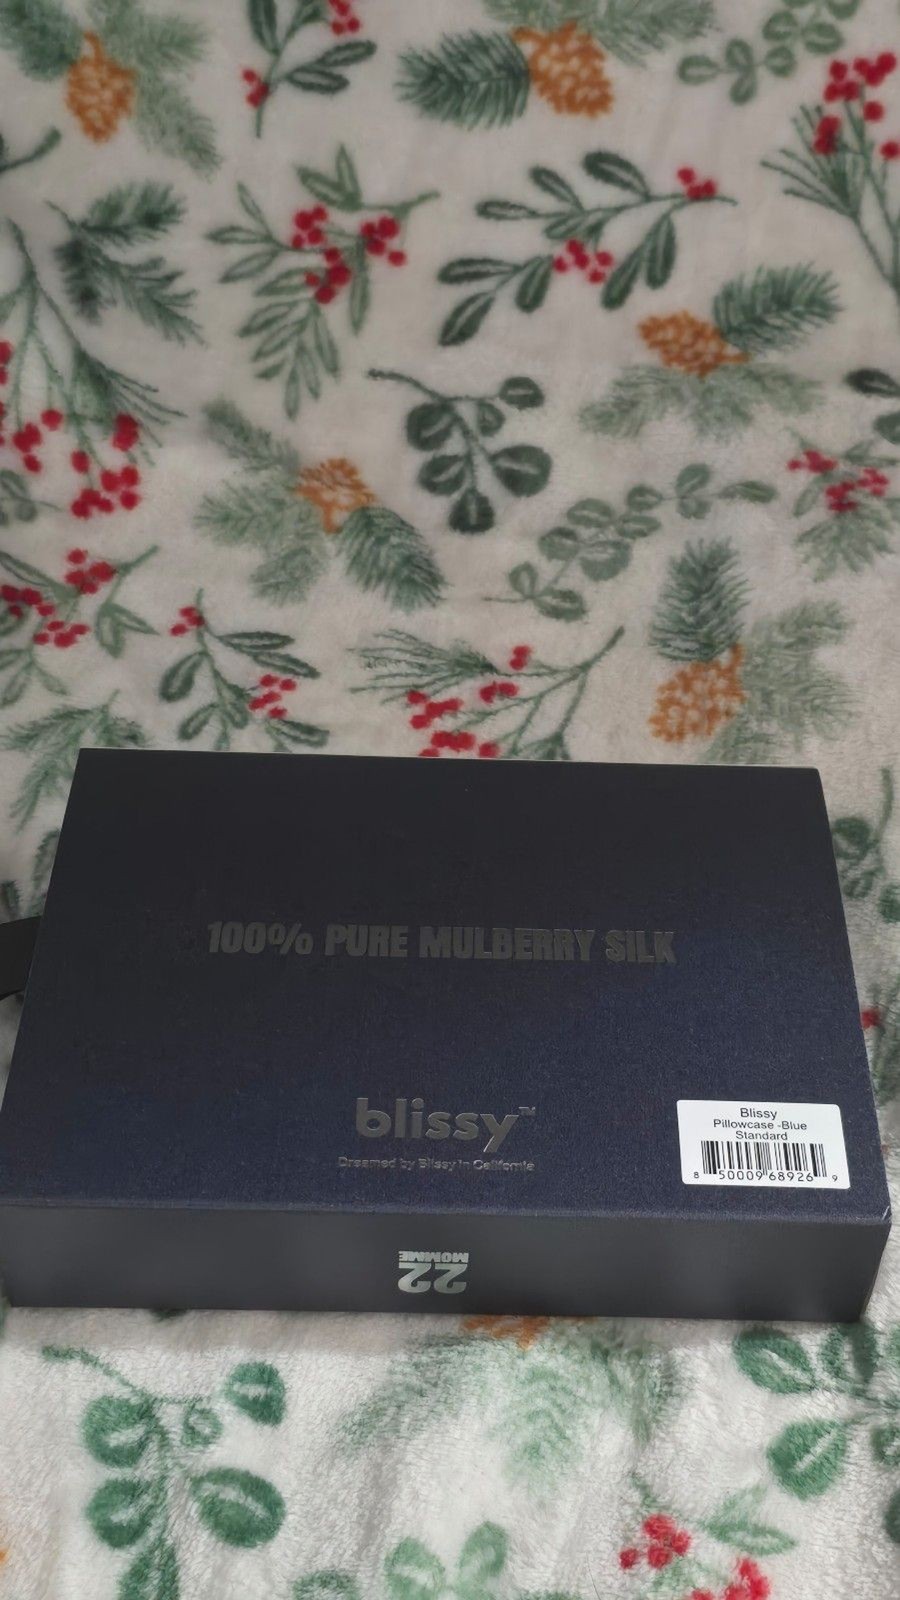 100% PURE MULBERRY SILK
blissy™
Dreamed by Blissy in California
Blissy
Pillowcase -Blue
Standard
8 50009 68926 9
22
MOMME